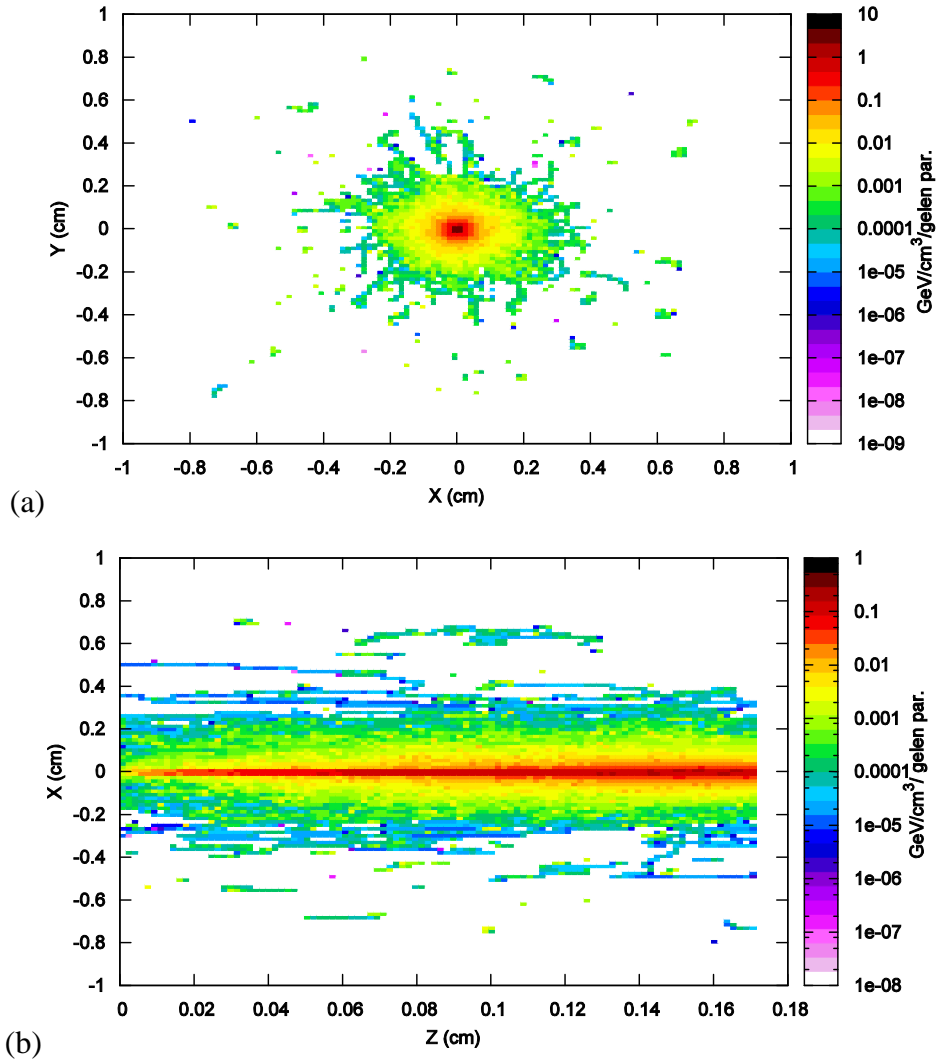 1
0.8
0.6
0.4
0.2
0
-0.2
-0.4
-0.6
-0.8
-1
Y (cm)
-1 -0.8 -0.6 -0.4 -0.2 0 0.2 0.4 0.6 0.8 1
X (cm)
10
1
0.1
0.01
0.001
0.0001
1e-05
1e-06
1e-07
1e-08
1e-09
GeV/cm³/gelen par.
(a)
1
0.8
0.6
0.4
0.2
0
-0.2
-0.4
-0.6
-0.8
-1
X (cm)
0 0.02 0.04 0.06 0.08 0.1 0.12 0.14 0.16 0.18
Z (cm)
1
0.1
0.01
0.001
0.0001
1e-05
1e-06
1e-07
1e-08
GeV/cm³/ gelen par.
(b)